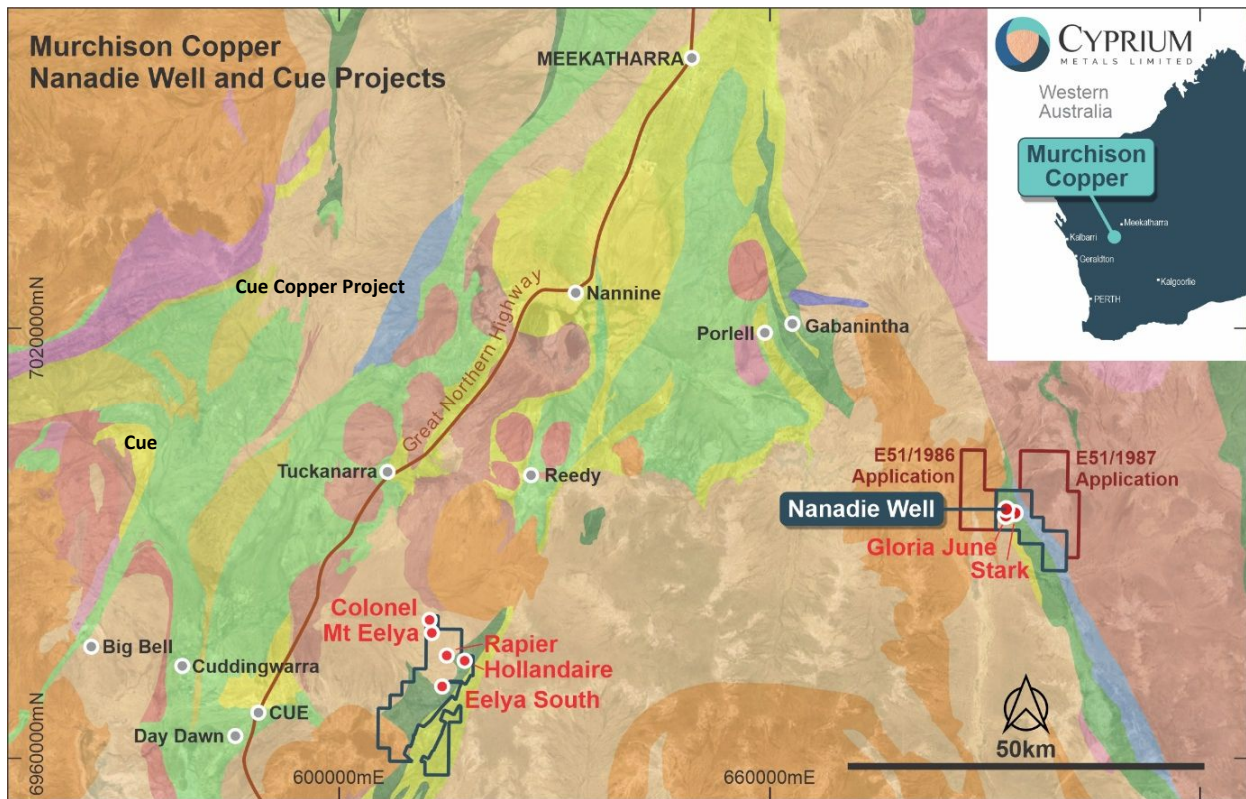 Murchison Copper
Nanadie Well and Cue Projects
MEEKATHARRA
CYPRIUM
METALS LIMITED
Western
Australia
Murchison
Copper
Meekatharra
Kalbarri
Geraldton
Kalgoorlie
PERTH
Cue Copper Project
Great Northern Highway
Nannine
Porlell
Gabanintha
7020000mN
Cue
Tuckanarra
Reedy
E51/1986
Application
E51/1987
Application
Nanadie Well
Gloria June
Stark
Colonel
Mt Eelya
Rapier
Hollandaire
Eelya South
Big Bell
Cuddingwarra
CUE
Day Dawn
6960000mN
600000mE
660000mE
50km